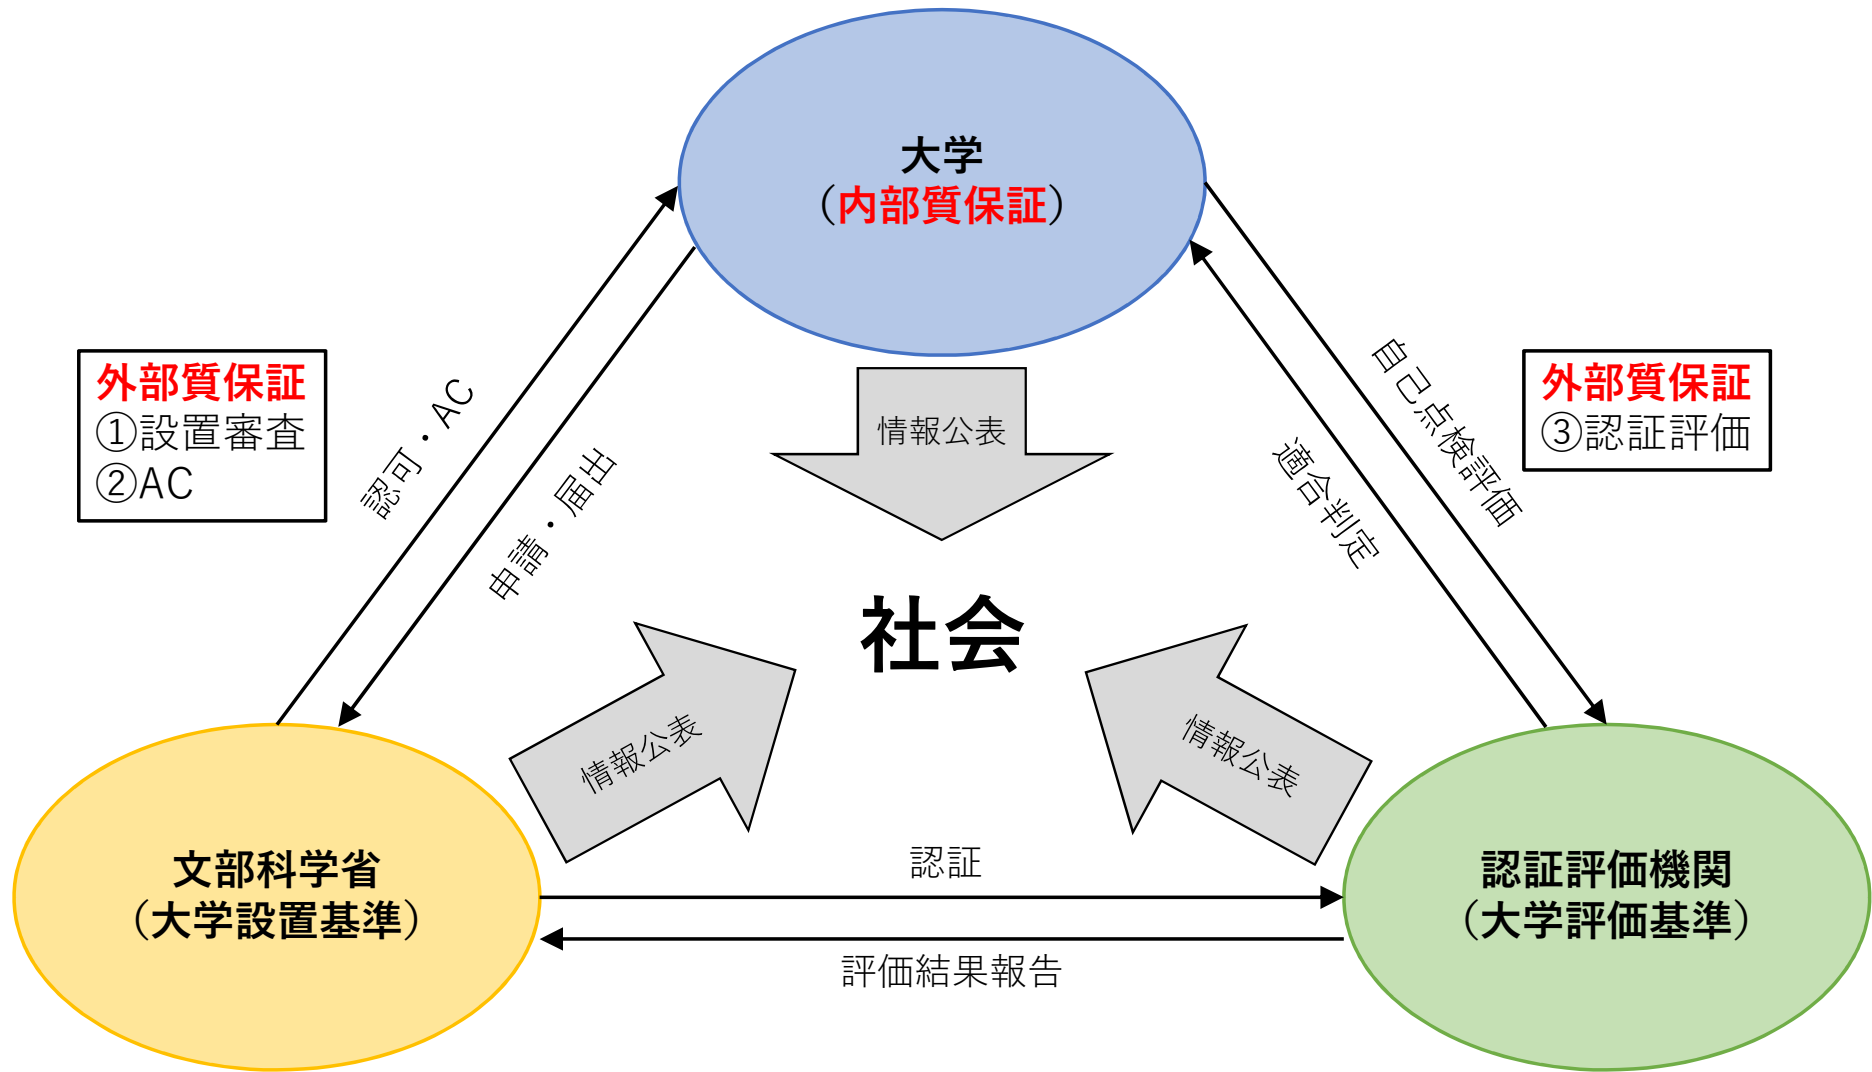 大学
（内部質保証）
外部質保証
①設置審査
②AC
認可・AC
申請・届出
情報公表
適合判定
自己点検評価
外部質保証
③認証評価
社会
情報公表
情報公表
文部科学省
（大学設置基準）
認証
評価結果報告
認証評価機関
（大学評価基準）